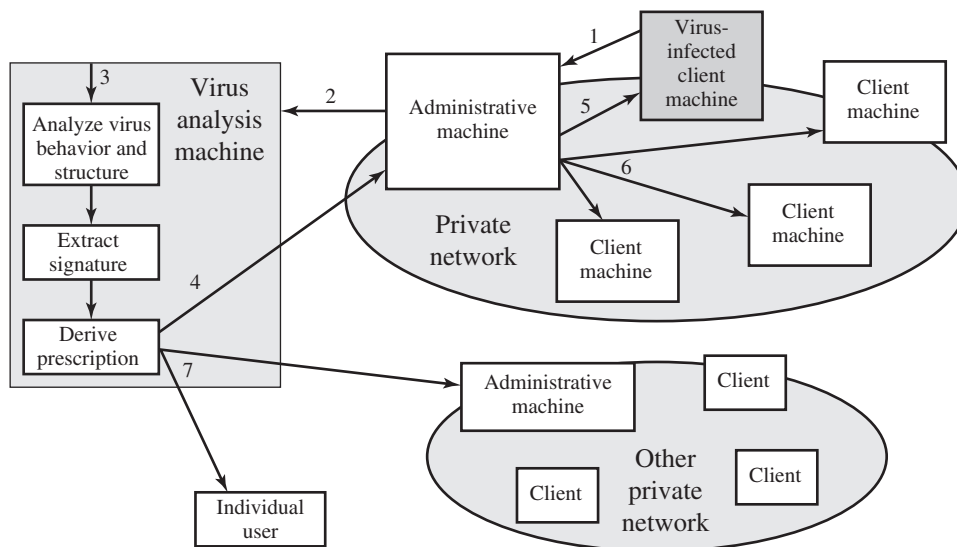 1
Virus-
infected
client
machine
3
Virus
analysis
machine
2
Administrative
machine
5
Client
machine
Analyze virus
behavior and
structure
6
Client
machine
Private
network
Client
machine
Extract
signature
4
Derive
prescription
7
Administrative
machine
Client
Other
private
network
Client
Client
Individual
user